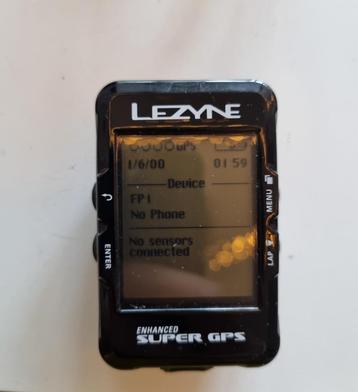 LEZYNE
GPS
1/6/00 01:59
Device
FP1
No Phone
No sensors
connected
ENTER
MENU
LAP
ENHANCED
SUPER GPS